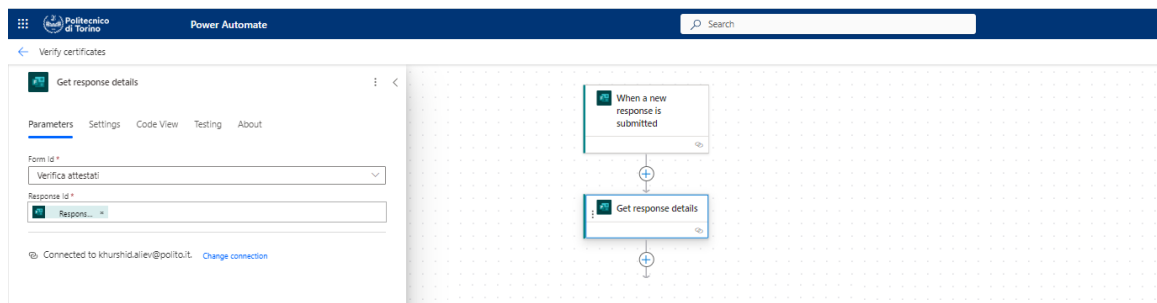 Politecnico
di Torino
Power Automate
Search
Verify certificates
Get response details
Parameters Settings Code View Testing About
Form Id *
Verifica attestati
Response Id *
Respons...
Connected to khurshid.aliev@polito.it. Change connection
When a new
response is
submitted
Get response details